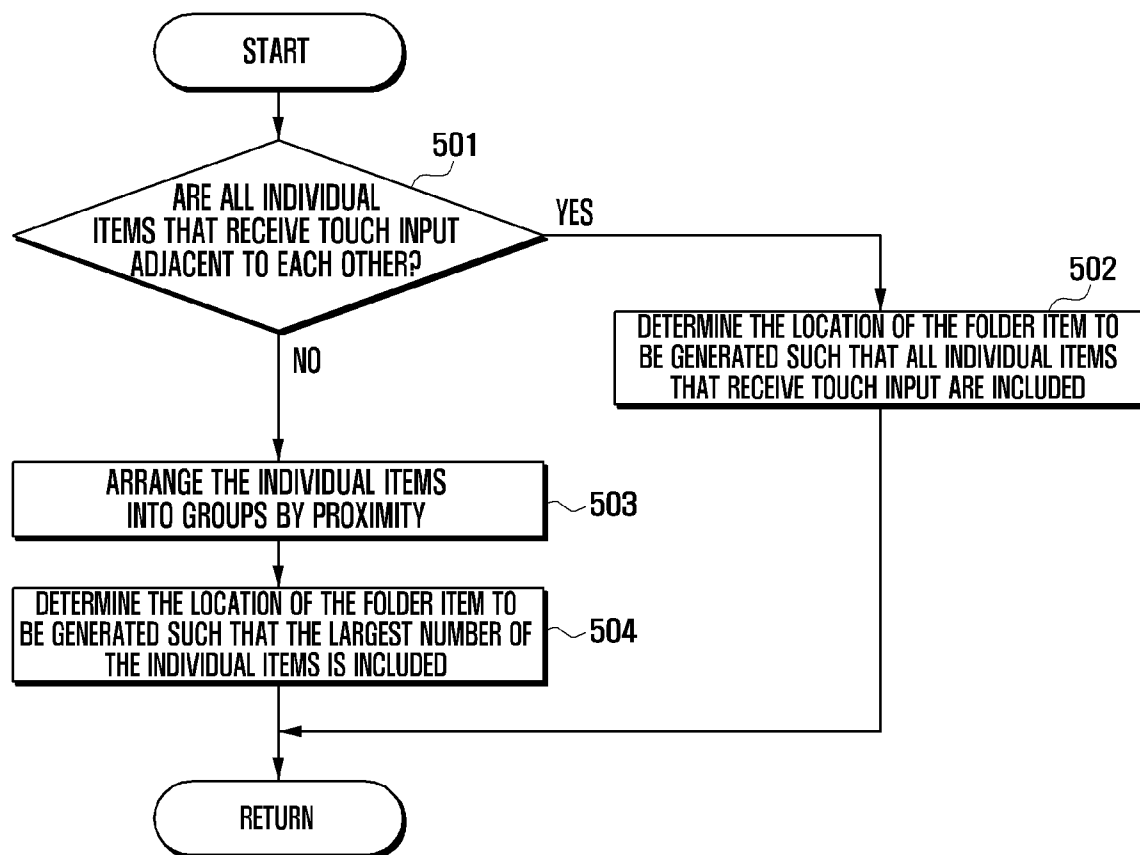 START
501
ARE ALL INDIVIDUAL
ITEMS THAT RECEIVE TOUCH INPUT
ADJACENT TO EACH OTHER?
YES
NO
502
DETERMINE THE LOCATION OF THE FOLDER ITEM TO
BE GENERATED SUCH THAT ALL INDIVIDUAL ITEMS
THAT RECEIVE TOUCH INPUT ARE INCLUDED
ARRANGE THE INDIVIDUAL ITEMS
INTO GROUPS BY PROXIMITY
503
DETERMINE THE LOCATION OF THE FOLDER ITEM TO
BE GENERATED SUCH THAT THE LARGEST NUMBER OF
THE INDIVIDUAL ITEMS IS INCLUDED
504
RETURN